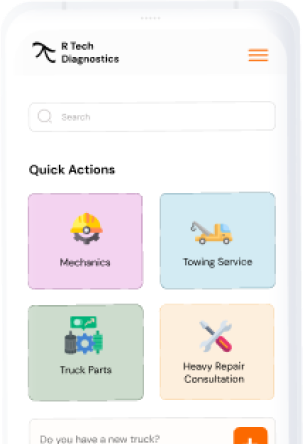 R Tech
Diagnostics
Search
Quick Actions
Mechanics
Towing Service
Truck Parts
Heavy Repair
Consultation
Do you have a new truck?